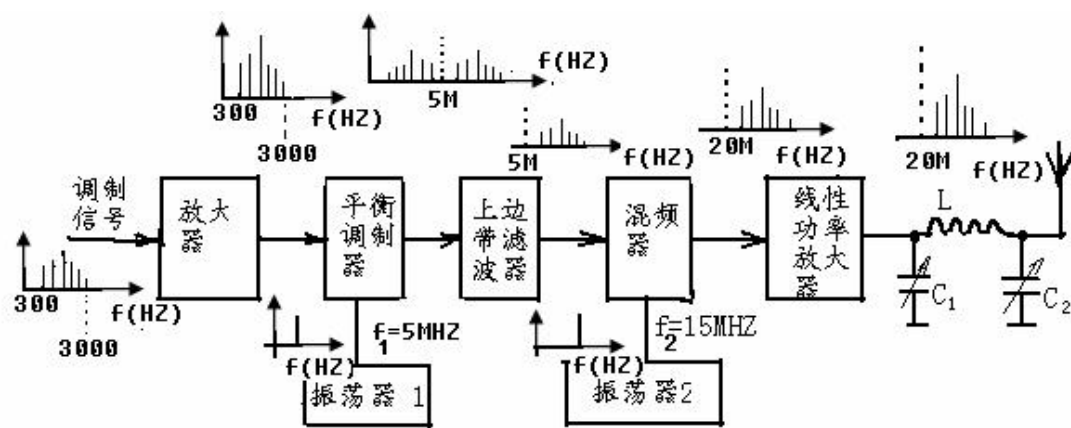 f(HZ)
300
f(HZ)
3000
5M
f(HZ)
5M
f(HZ)
20M
f(HZ)
20M
f(HZ)
调制
信号
300
f(HZ)
3000
放大
器
平衡
调制
器
上边
带滤
波器
混频
器
线性
功率
放大
器
L
C1
C2
f1=5MHZ
f(HZ)
振荡器 1
f2=15MHZ
f(HZ)
振荡器2